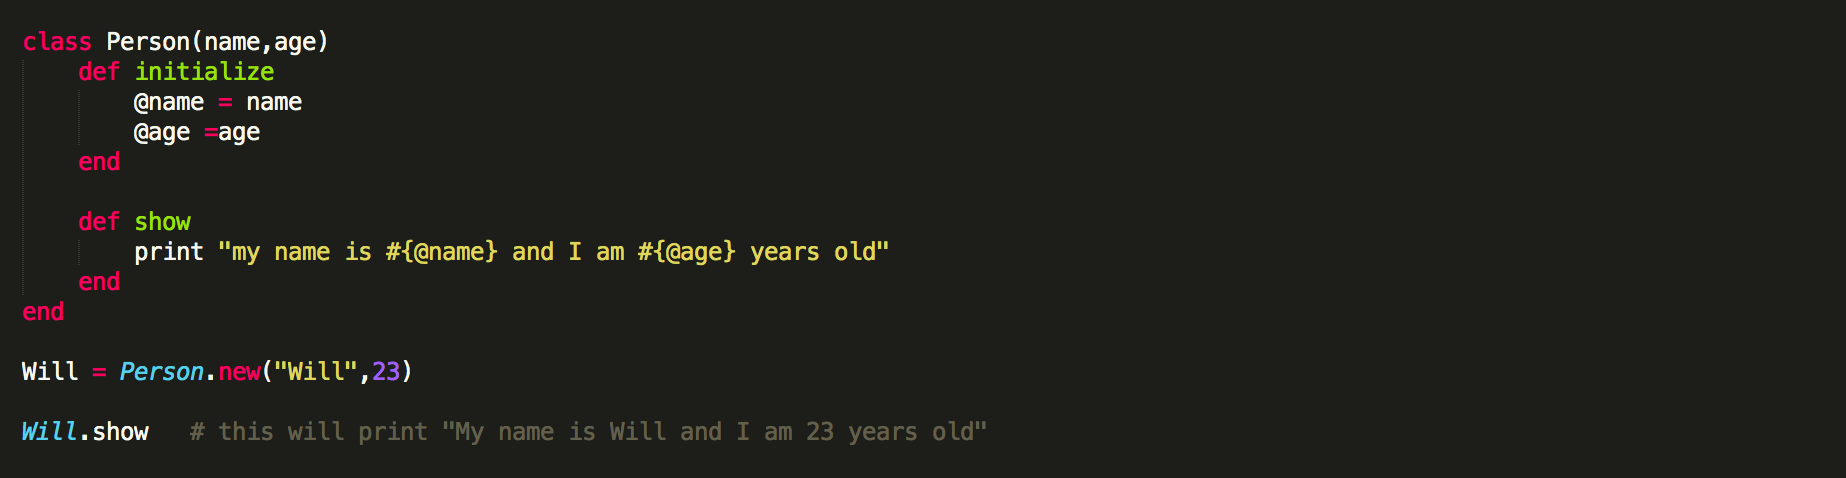 class Person(name,age)
    def initialize
        @name = name
        @age =age
    end

    def show
        print "my name is #{@name} and I am #{@age} years old"
    end
end

Will = Person.new("Will",23)

Will.show   # this will print "My name is Will and I am 23 years old"